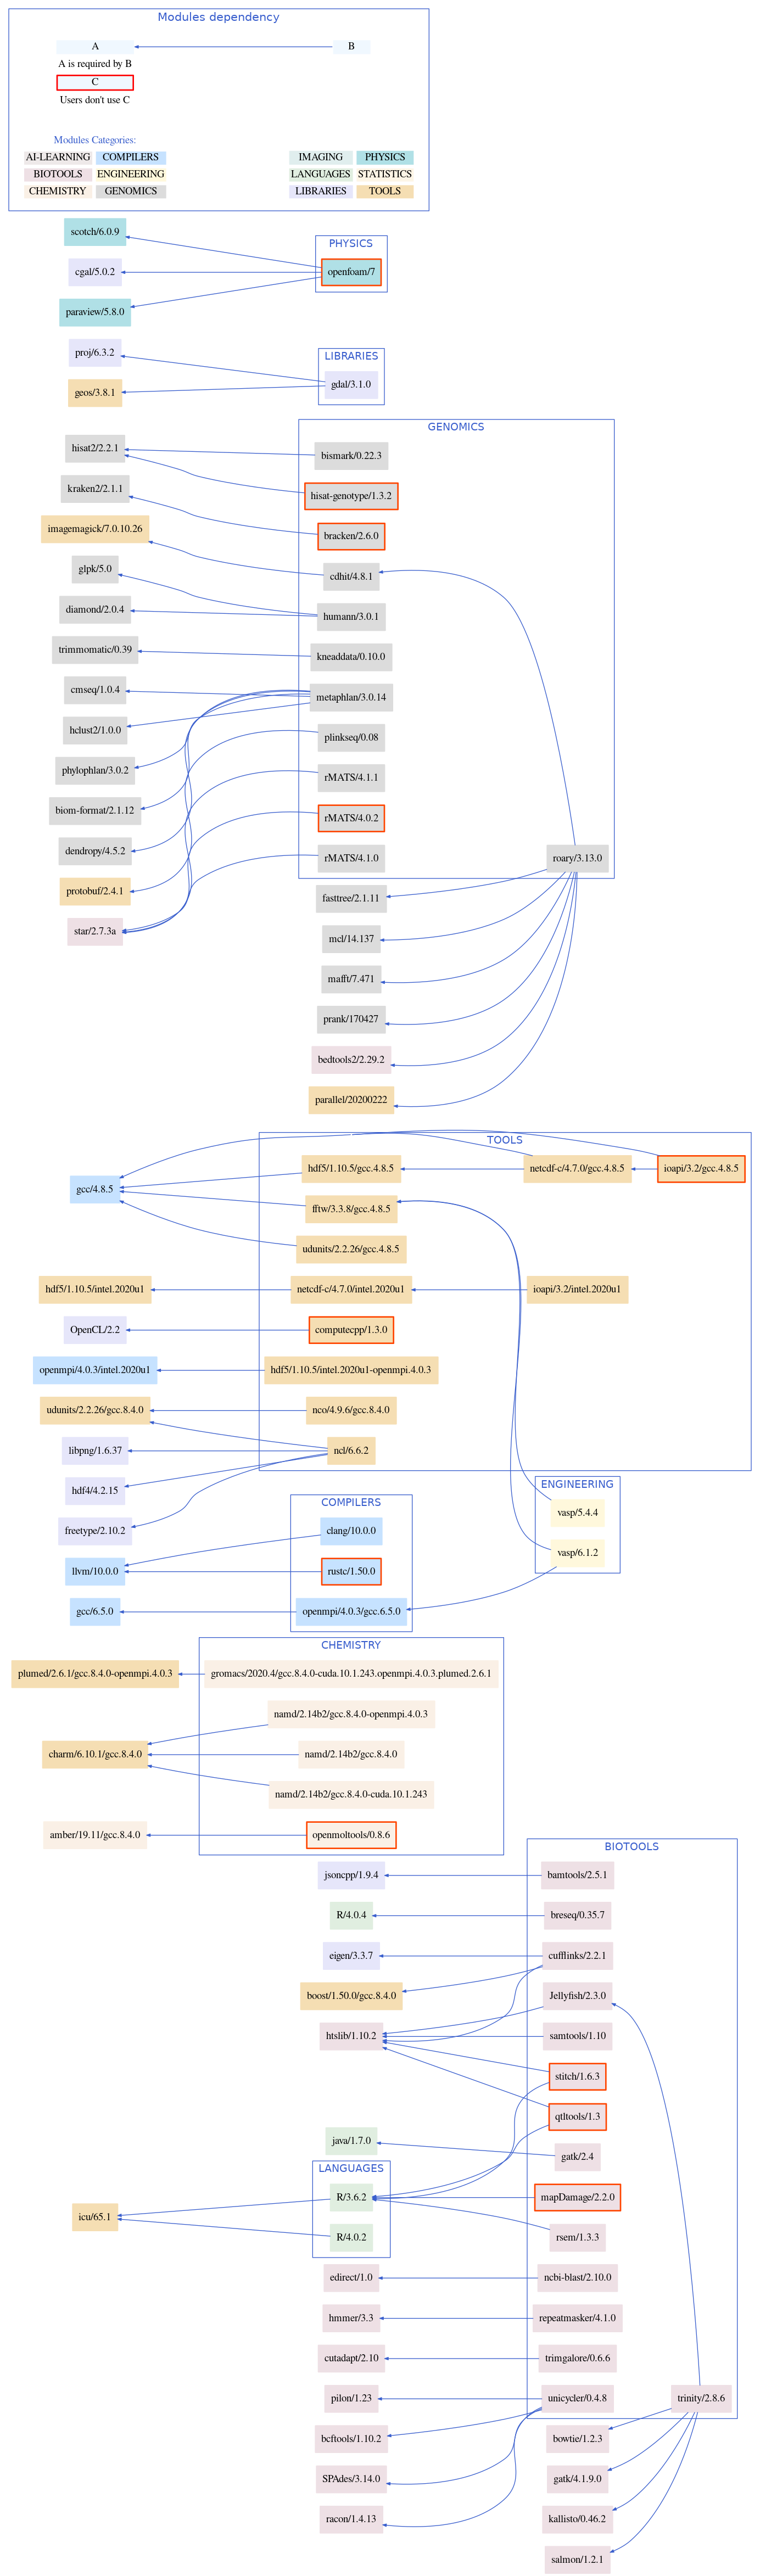 Modules dependency
A
B
A is required by B
C
Users don't use C
Modules Categories:
AI-LEARNING COMPILERS IMAGING PHYSICS
BIOTOOLS ENGINEERING LANGUAGES STATISTICS
CHEMISTRY GENOMICS LIBRARIES TOOLS
scotch/6.0.9
PHYSICS
cgal/5.0.2
openfoam/7
paraview/5.8.0
proj/6.3.2
LIBRARIES
gdal/3.1.0
geos/3.8.1
GENOMICS
hisat2/2.2.1
bismark/0.22.3
kraken2/2.1.1
hisat-genotype/1.3.2
imagemagick/7.0.10.26
bracken/2.6.0
glpk/5.0
cdhit/4.8.1
diamond/2.0.4
humann/3.0.1
trimmomatic/0.39
kneaddata/0.10.0
cmseq/1.0.4
metaphlan/3.0.14
hclust2/1.0.0
plinkseq/0.08
phylophlan/3.0.2
rMATS/4.1.1
biom-format/2.1.12
rMATS/4.0.2
dendropy/4.5.2
rMATS/4.1.0
roary/3.13.0
protobuf/2.4.1
fasttree/2.1.11
star/2.7.3a
mcl/14.137
mafft/7.471
prank/170427
bedtools2/2.29.2
parallel/20200222
TOOLS
gcc/4.8.5
hdf5/1.10.5/gcc.4.8.5
netcdf-c/4.7.0/gcc.4.8.5
ioapi/3.2/gcc.4.8.5
fftw/3.3.8/gcc.4.8.5
udunits/2.2.26/gcc.4.8.5
hdf5/1.10.5/intel.2020u1
netcdf-c/4.7.0/intel.2020u1
ioapi/3.2/intel.2020u1
OpenCL/2.2
computecpp/1.3.0
openmpi/4.0.3/intel.2020u1
hdf5/1.10.5/intel.2020u1-openmpi.4.0.3
udunits/2.2.26/gcc.8.4.0
nco/4.9.6/gcc.8.4.0
libpng/1.6.37
ncl/6.6.2
hdf4/4.2.15
ENGINEERING
COMPILERS
vasp/5.4.4
freetype/2.10.2
clang/10.0.0
vasp/6.1.2
llvm/10.0.0
rustc/1.50.0
gcc/6.5.0
openmpi/4.0.3/gcc.6.5.0
CHEMISTRY
plumed/2.6.1/gcc.8.4.0-openmpi.4.0.3
gromacs/2020.4/gcc.8.4.0-cuda.10.1.243.openmpi.4.0.3.plumed.2.6.1
namd/2.14b2/gcc.8.4.0-openmpi.4.0.3
charm/6.10.1/gcc.8.4.0
namd/2.14b2/gcc.8.4.0
namd/2.14b2/gcc.8.4.0-cuda.10.1.243
amber/19.11/gcc.8.4.0
openmoltools/0.8.6
BIOTOOLS
jsoncpp/1.9.4
bamtools/2.5.1
R/4.0.4
breseq/0.35.7
eigen/3.3.7
cufflinks/2.2.1
boost/1.50.0/gcc.8.4.0
Jellyfish/2.3.0
htslib/1.10.2
samtools/1.10
stitch/1.6.3
qtltools/1.3
java/1.7.0
gatk/2.4
LANGUAGES
R/3.6.2
mapDamage/2.2.0
icu/65.1
R/4.0.2
rsem/1.3.3
edirect/1.0
ncbi-blast/2.10.0
hmmer/3.3
repeatmasker/4.1.0
cutadapt/2.10
trimgalore/0.6.6
pilon/1.23
unicycler/0.4.8
trinity/2.8.6
bcftools/1.10.2
bowtie/1.2.3
SPAdes/3.14.0
gatk/4.1.9.0
racon/1.4.13
kallisto/0.46.2
salmon/1.2.1